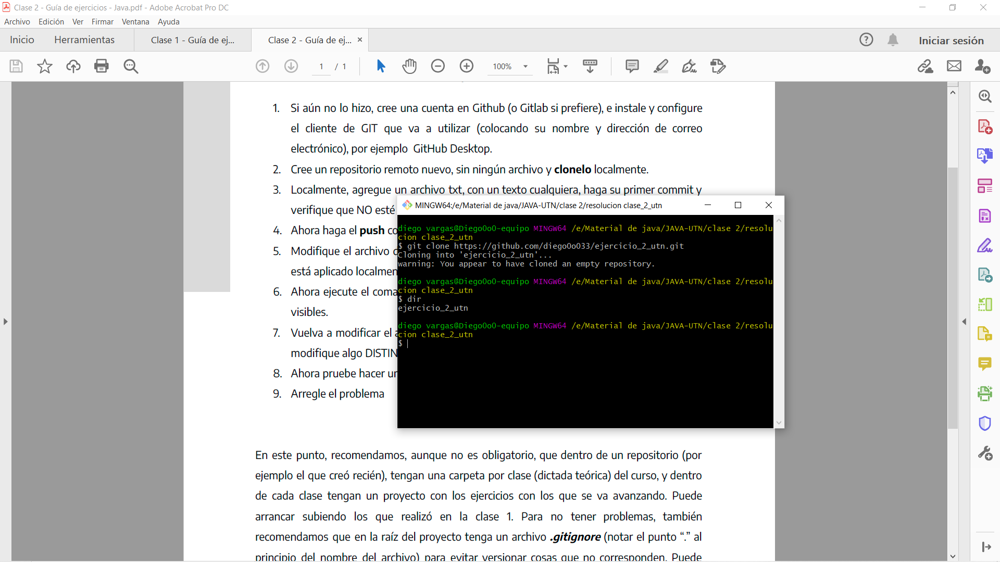 Clase 2 - Guía de ejercicios - Java.pdf - Adobe Acrobat Pro DC
Archivo Edición Ver Firmar Ventana Ayuda
Inicio Herramientas Clase 1 - Guía de ej... Clase 2 - Guía de ej... × ? Iniciar sesión
1 / 1 100%
1. Si aún no lo hizo, cree una cuenta en Github (o Gitlab si prefiere), e instale y configure
el cliente de GIT que va a utilizar (colocando su nombre y dirección de correo
electrónico), por ejemplo GitHub Desktop.
2. Cree un repositorio remoto nuevo, sin ningún archivo y clonelo localmente.
3. Localmente, agregue un archivo txt, con un texto cualquiera, haga su primer commit y
verifique que NO esté
4. Ahora haga el push co
5. Modifique el archivo
está aplicado localmen
6. Ahora ejecute el coma
visibles.
7. Vuelva a modificar el a
modifique algo DISTIN
8. Ahora pruebe hacer un
9. Arregle el problema
MINGW64:/e/Material de java/JAVA-UTN/clase 2/resolucion clase_2_utn
diego vargas@DiegoOoO-equipo MINGW64 /e/Material de java/JAVA-UTN/clase 2/resolu
cion clase_2_utn
$ git clone https://github.com/diegoOoO33/ejercicio_2_utn.git
Cloning into 'ejercicio_2_utn'...
warning: You appear to have cloned an empty repository.
diego vargas@DiegoOoO-equipo MINGW64 /e/Material de java/JAVA-UTN/clase 2/resolu
cion clase_2_utn
$ dir
ejercicio_2_utn
diego vargas@DiegoOoO-equipo MINGW64 /e/Material de java/JAVA-UTN/clase 2/resolu
cion clase_2_utn
$
En este punto, recomendamos, aunque no es obligatorio, que dentro de un repositorio (por
ejemplo el que creó recién), tengan una carpeta por clase (dictada teórica) del curso, y dentro
de cada clase tengan un proyecto con los ejercicios con los que se va avanzando. Puede
arrancar subiendo los que realizó en la clase 1. Para no tener problemas, también
recomendamos que en la raíz del proyecto tenga un archivo .gitignore (notar el punto “.” al
principio del nombre del archivo) para evitar versionar cosas que no corresponden. Puede